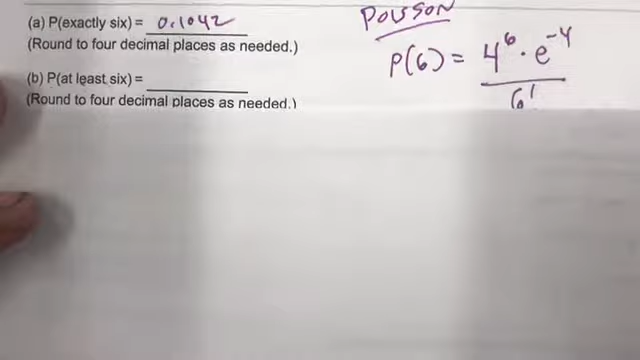 POISSON
(a) P(exactly six) = 0.1042
(Round to four decimal places as needed.)
P(6) = 4^6 · e^-4 / 6!
(b) P(at least six) =
(Round to four decimal places as needed.)